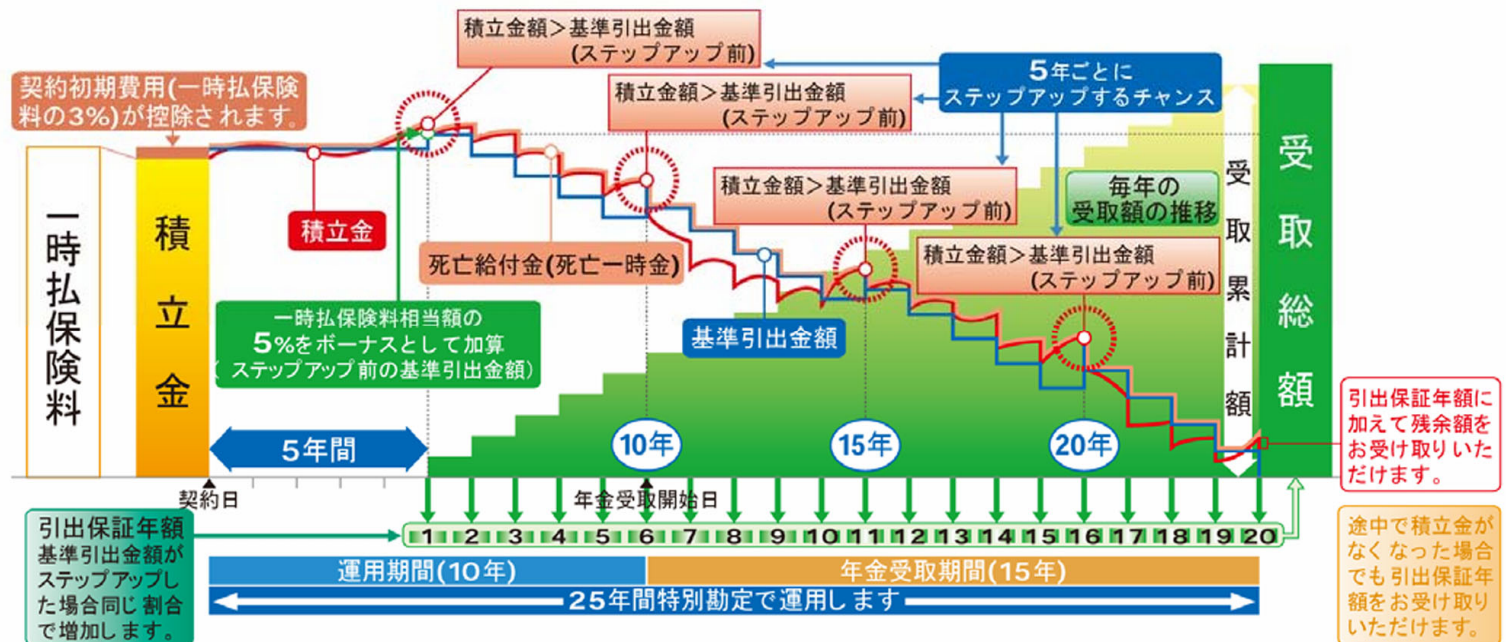 積立金額＞基準引出金額
(ステップアップ前)
5年ごとに
ステップアップするチャンス
契約初期費用(一時払保険
料の3%)が控除されます。
積立金額＞基準引出金額
(ステップアップ前)
積立金額＞基準引出金額
(ステップアップ前)
毎年の
受取額の推移
積立金額＞基準引出金額
(ステップアップ前)
一時払保険料
積立金
積立金
死亡給付金(死亡一時金)
基準引出金額
一時払保険料相当額の
5%をボーナスとして加算
(ステップアップ前の基準引出金額)
受取累計額
受取総額
5年間
10年
15年
20年
引出保証年額に
加えて残余額を
お受け取りいた
だけます。
契約日
年金受取開始日
引出保証年額
基準引出金額が
ステップアップし
た場合同じ割合
で増加します。
1 2 3 4 5 6 7 8 9 10 11 12 13 14 15 16 17 18 19 20
運用期間(10年)
年金受取期間(15年)
25年間特別勘定で運用します
途中で積立金が
なくなった場合
でも引出保証年
額をお受け取り
いただけます。